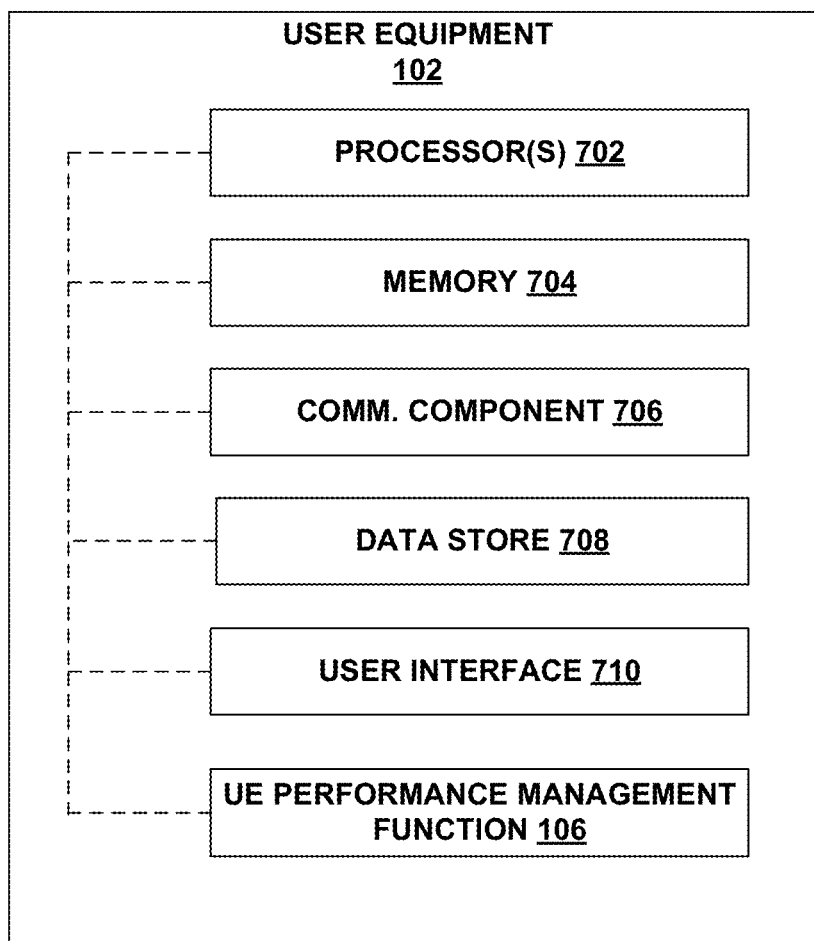 USER EQUIPMENT
102
PROCESSOR(S) 702
MEMORY 704
COMM. COMPONENT 706
DATA STORE 708
USER INTERFACE 710
UE PERFORMANCE MANAGEMENT
FUNCTION 106